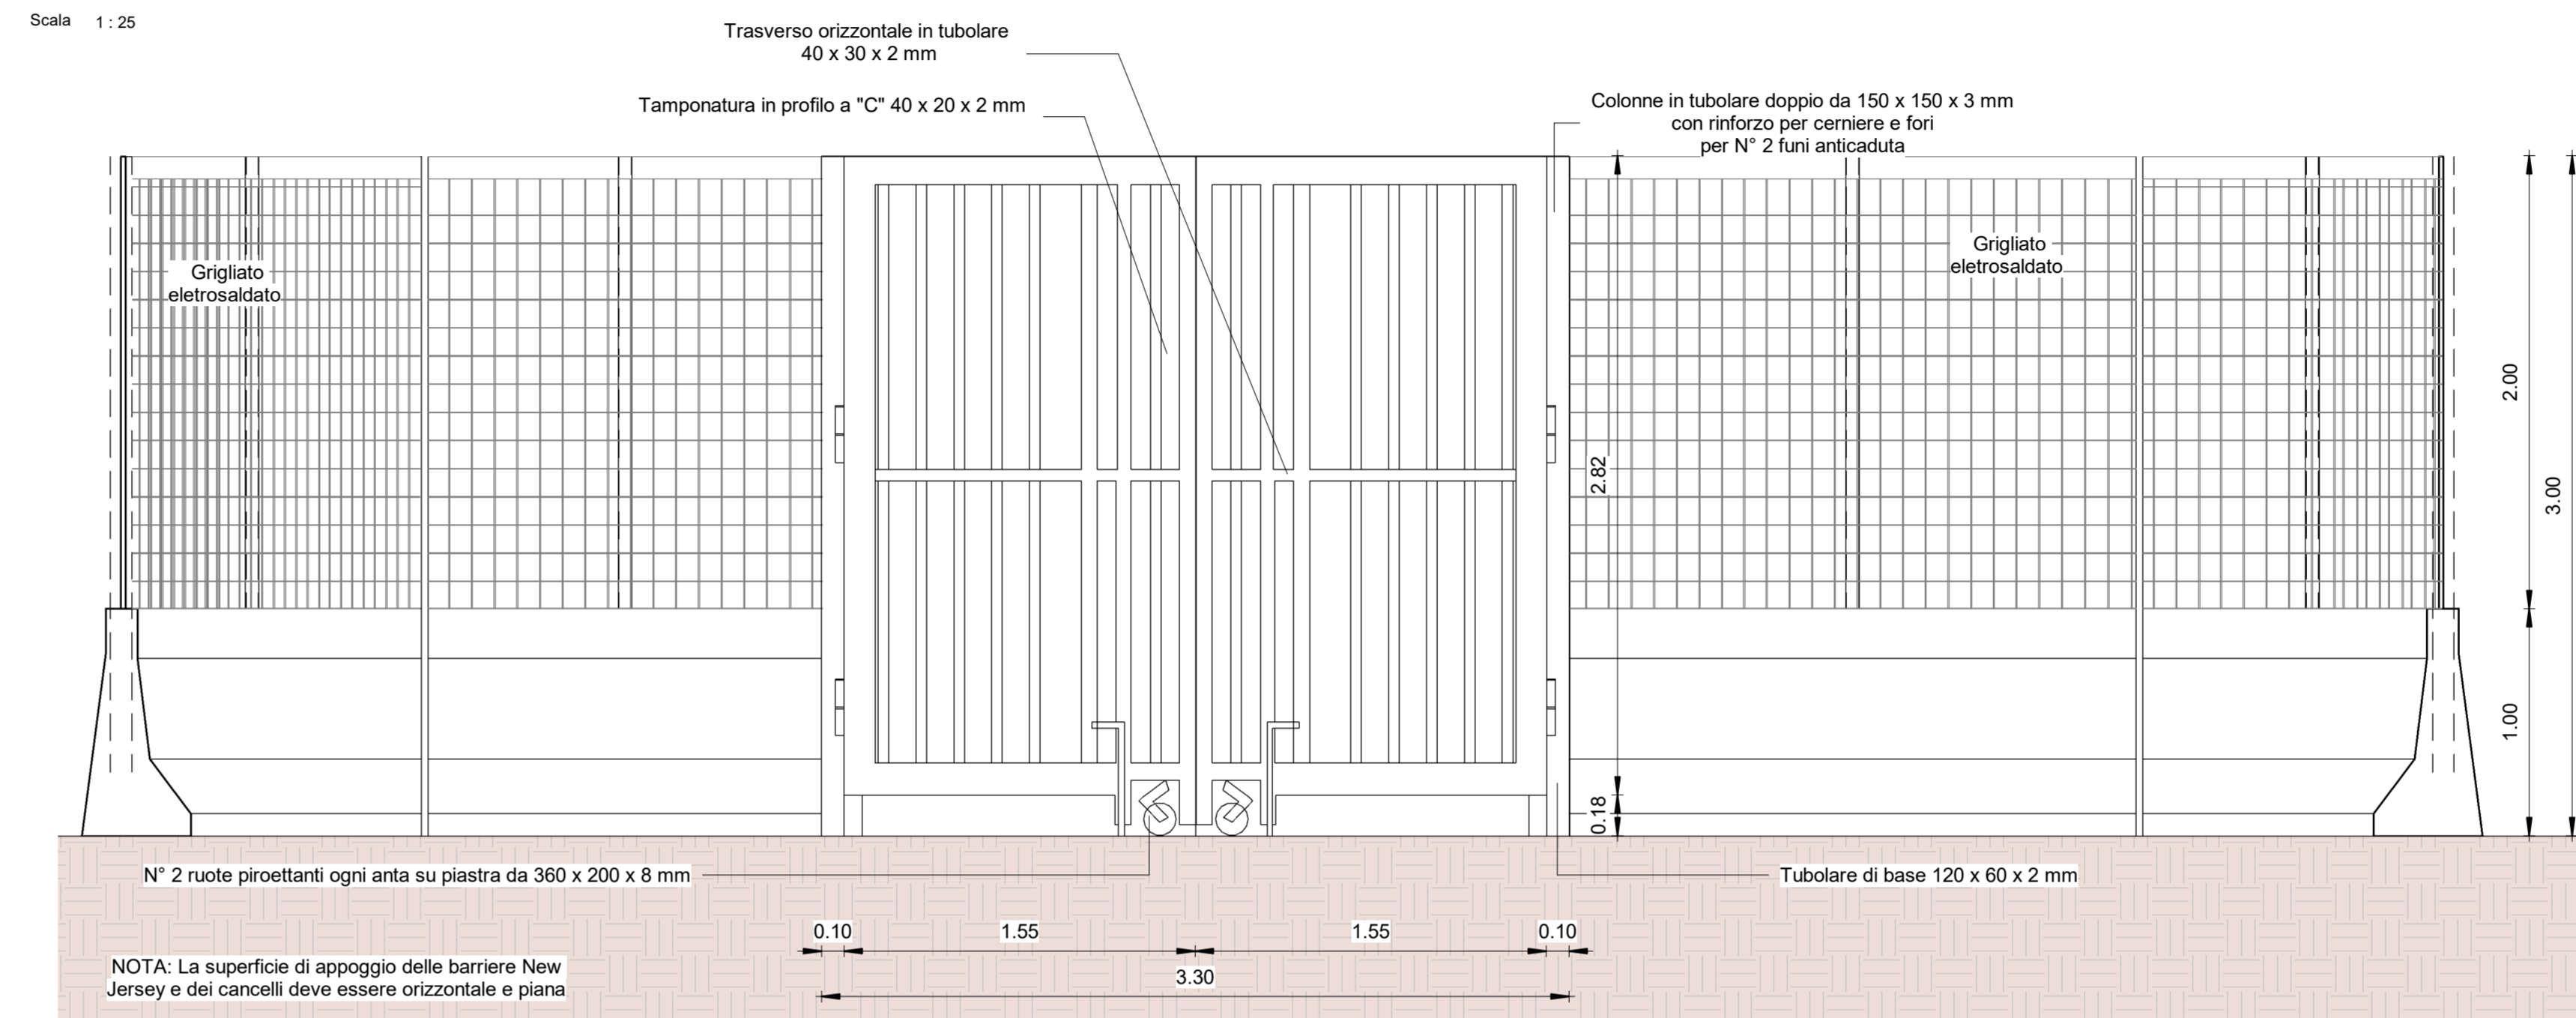 Scala 1 : 25
Trasverso orizzontale in tubolare
40 x 30 x 2 mm
Tamponatura in profilo a "C" 40 x 20 x 2 mm
Colonne in tubolare doppio da 150 x 150 x 3 mm
con rinforzo per cerniere e fori
per N° 2 funi anticaduta
Grigliato
eletrosaldato
Grigliato
eletrosaldato
2.00
2.82
3.00
1.00
0.18
N° 2 ruote piroettanti ogni anta su piastra da 360 x 200 x 8 mm
Tubolare di base 120 x 60 x 2 mm
0.10
1.55
1.55
0.10
3.30
NOTA: La superficie di appoggio delle barriere New
Jersey e dei cancelli deve essere orizzontale e piana